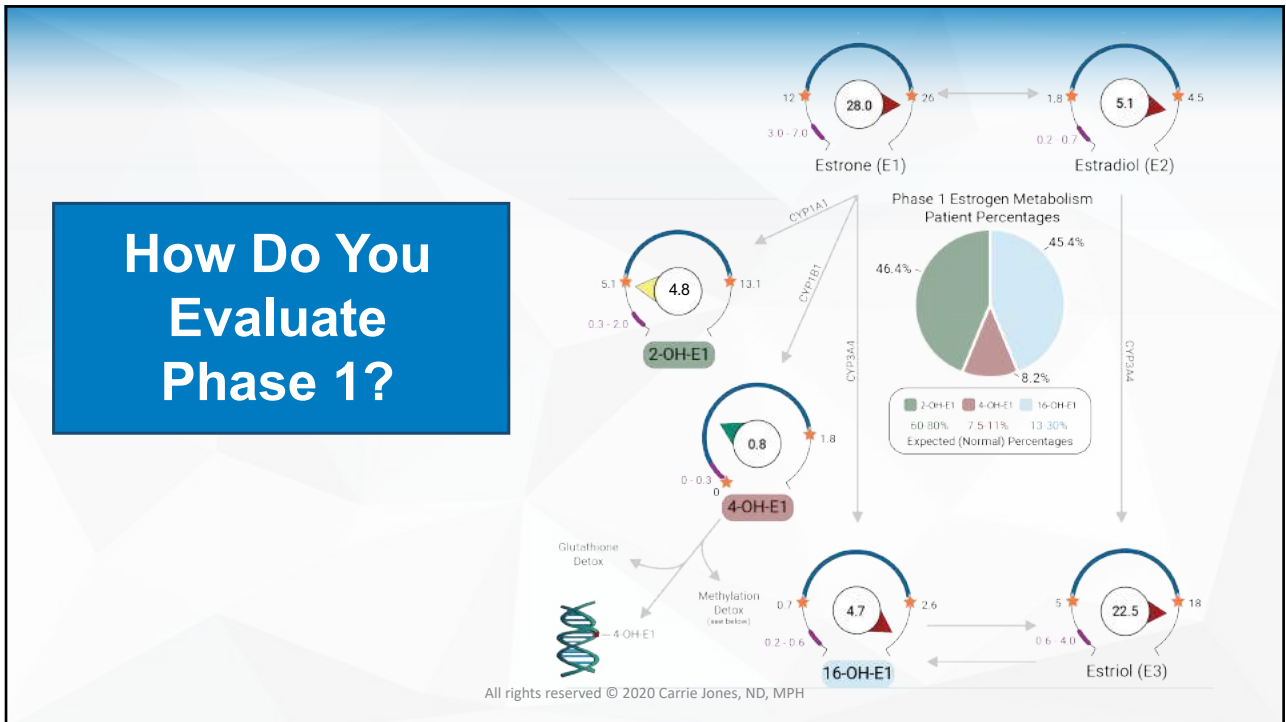 How Do You
Evaluate
Phase 1?
12
28.0
26
3.0 - 7.0
Estrone (E1)
1.8
5.1
4.5
0.2 - 0.7
Estradiol (E2)
CYP1A1
CYP1B1
CYP3A4
CYP3A4
Phase 1 Estrogen Metabolism
Patient Percentages
46.4%
45.4%
8.2%
2-OH-E1 4-OH-E1 16-OH-E1
60-80% 7.5-11% 13-30%
Expected (Normal) Percentages
5.1
4.8
13.1
0.3 - 2.0
2-OH-E1
0.8
1.8
0 - 0.3
0
4-OH-E1
Glutathione
Detox
Methylation
Detox
(see below)
4-OH-E1
0.7
4.7
2.6
0.2 - 0.6
16-OH-E1
5
22.5
18
0.6 - 4.0
Estriol (E3)
All rights reserved © 2020 Carrie Jones, ND, MPH